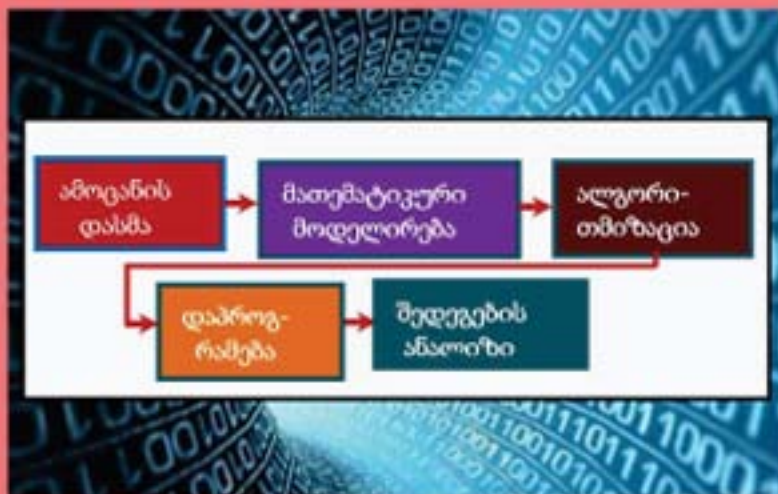 ამოცანის
დასმა
მათემატიკური
მოდელირება
ალგორი-
თმიზაცია
დაპროგ-
რამება
შედეგების
ანალიზი